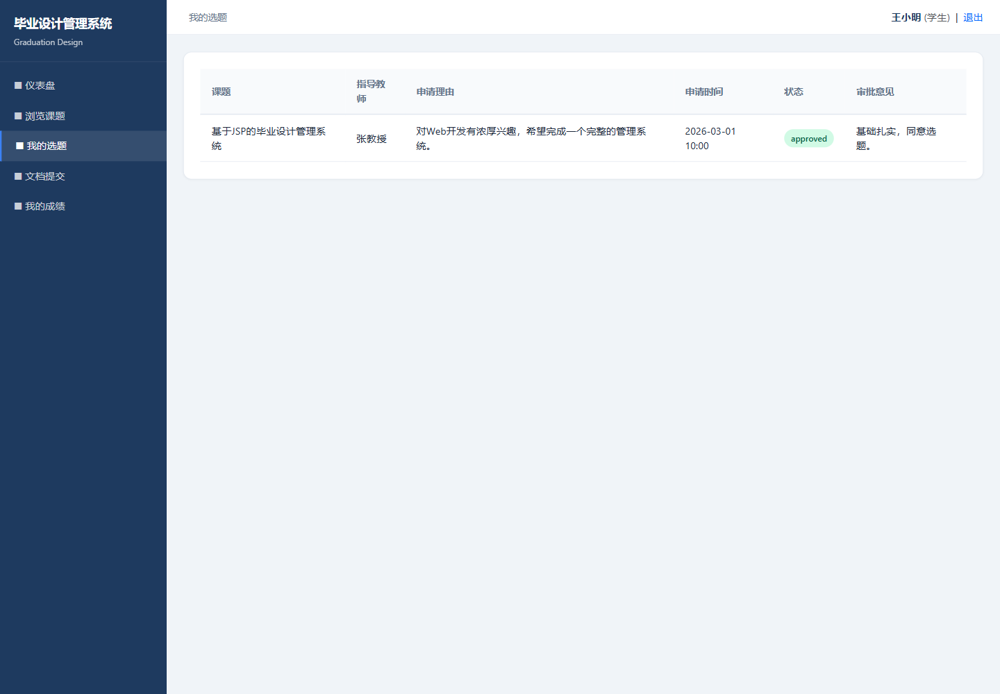 毕业设计管理系统
Graduation Design
仪表盘
浏览课题
我的选题
文档提交
我的成绩
我的选题
王小明 (学生) | 退出
课题 指导教师 申请理由 申请时间 状态 审批意见
基于JSP的毕业设计管理系统 张教授 对Web开发有浓厚兴趣，希望完成一个完整的管理系统。 2026-03-01 10:00 approved 基础扎实，同意选题。